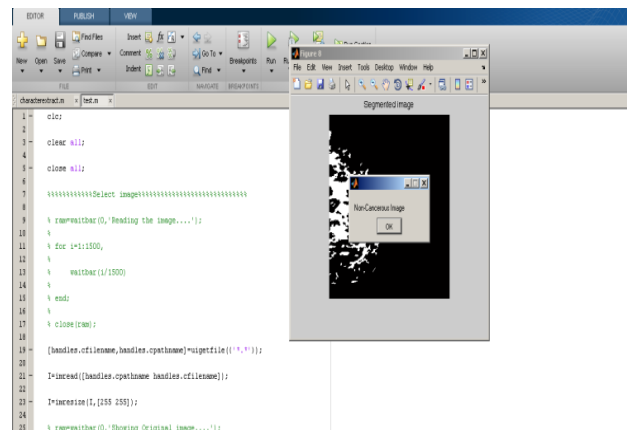 EDITOR PUBLISH VIEW
New Open Save
Find Files
Compare
Print
Insert fx
Comment
Indent
Go To
Find
Breakpoints
Run
FILE EDIT NAVIGATE BREAKPOINTS
characterextract.m × test.m ×
1 - clc;
2
3 - clear all;
4
5 - close all;
6
7 %%%%%%%%%%%%Select image%%%%%%%%%%%%%%%%%%%%%%%%%%%%
8
9 % ram=waitbar(0,'Reading the image....');
10 %
11 % for i=1:1500,
12 %
13 % waitbar(i/1500)
14 %
15 % end;
16 %
17 % close(ram);
18
19 - [handles.cfilename,handles.cpathname]=uigetfile(('*.*'));
20
21 - I=imread([handles.cpathname handles.cfilename]);
22
23 - I=imresize(I,[255 255]);
24
25 % ram=waitbar(0,'Showing Original image....');
Figure 8
File Edit View Insert Tools Desktop Window Help
Segmented image
Non-Cancerous Image
OK